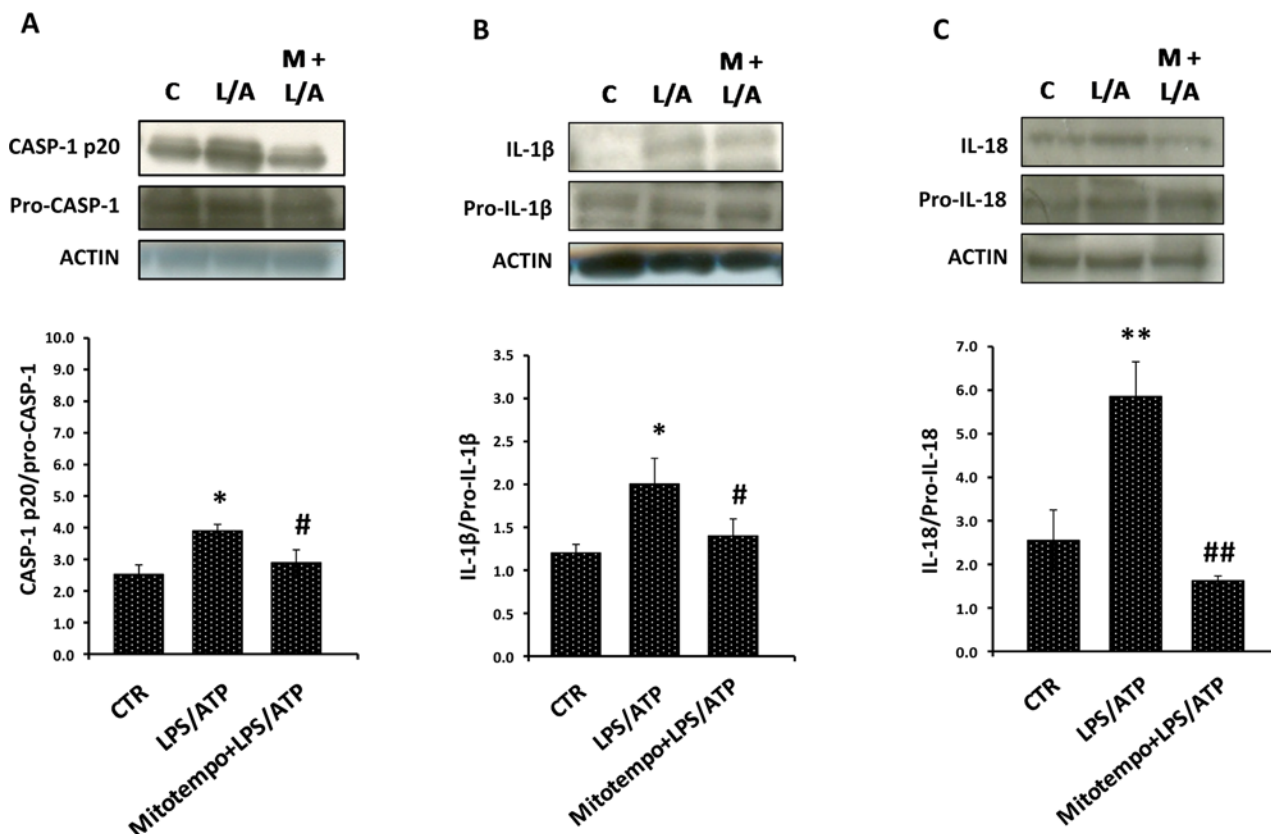 A
M +
C L/A L/A
CASP-1 p20
Pro-CASP-1
ACTIN
CASP-1 p20/pro-CASP-1
10.0
9.0
8.0
7.0
6.0
5.0
4.0
3.0
2.0
1.0
0.0
*
#
CTR
LPS/ATP
Mitotempo+LPS/ATP
B
M +
C L/A L/A
IL-1β
Pro-IL-1β
ACTIN
IL-1β/Pro-IL-1β
3.5
3.0
2.5
2.0
1.5
1.0
0.5
0.0
*
#
CTR
LPS/ATP
Mitotempo+LPS/ATP
C
M +
C L/A L/A
IL-18
Pro-IL-18
ACTIN
IL-18/Pro-IL-18
7.0
6.0
5.0
4.0
3.0
2.0
1.0
0.0
**
##
CTR
LPS/ATP
Mitotempo+LPS/ATP